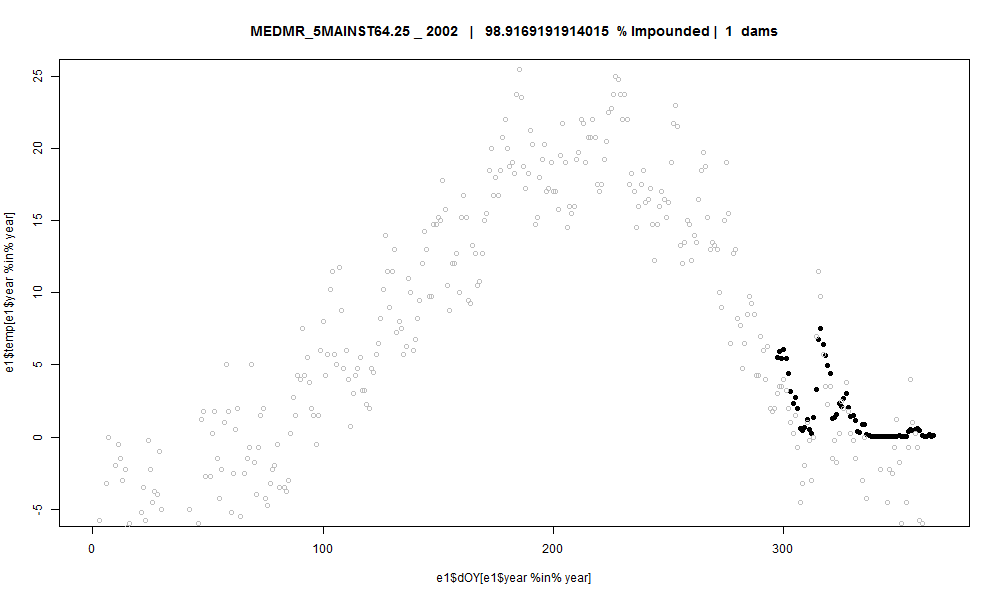 MEDMR_5MAINST64.25 _ 2002 | 98.9169191914015 % Impounded | 1 dams
25
20
15
10
5
0
-5
e1$temp[e1$year %in% year]
0 100 200 300
e1$dOY[e1$year %in% year]